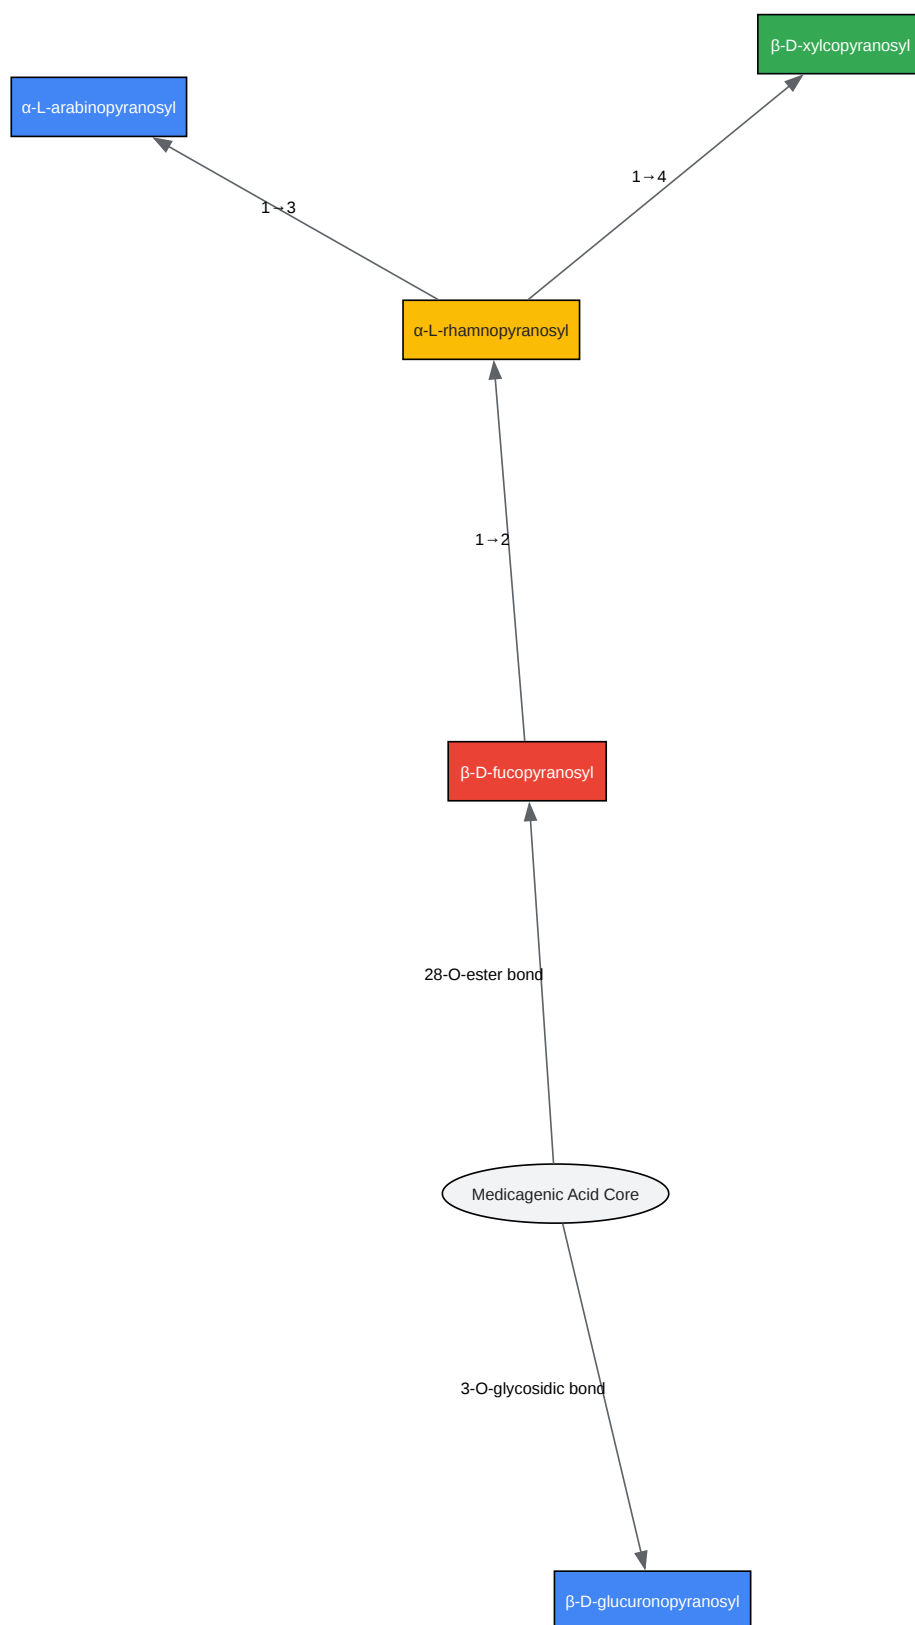 β-D-xylcopyranosyl
α-L-arabinopyranosyl
1→4
1→3
α-L-rhamnopyranosyl
1→2
β-D-fucopyranosyl
28-O-ester bond
Medicagenic Acid Core
3-O-glycosidic bond
β-D-glucuronopyranosyl